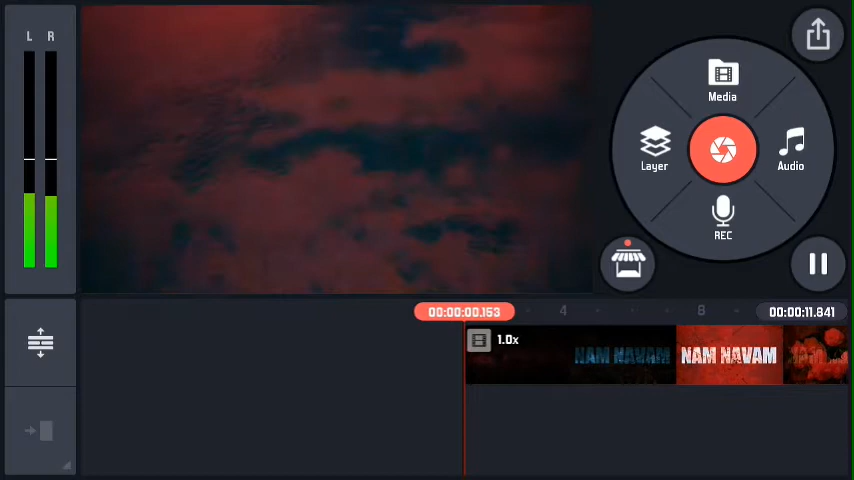 L R
Media
Layer
Audio
REC
00:00:00.153
4
8
00:00:11.841
1.0x
NAM NAVAM
NAM NAVAM